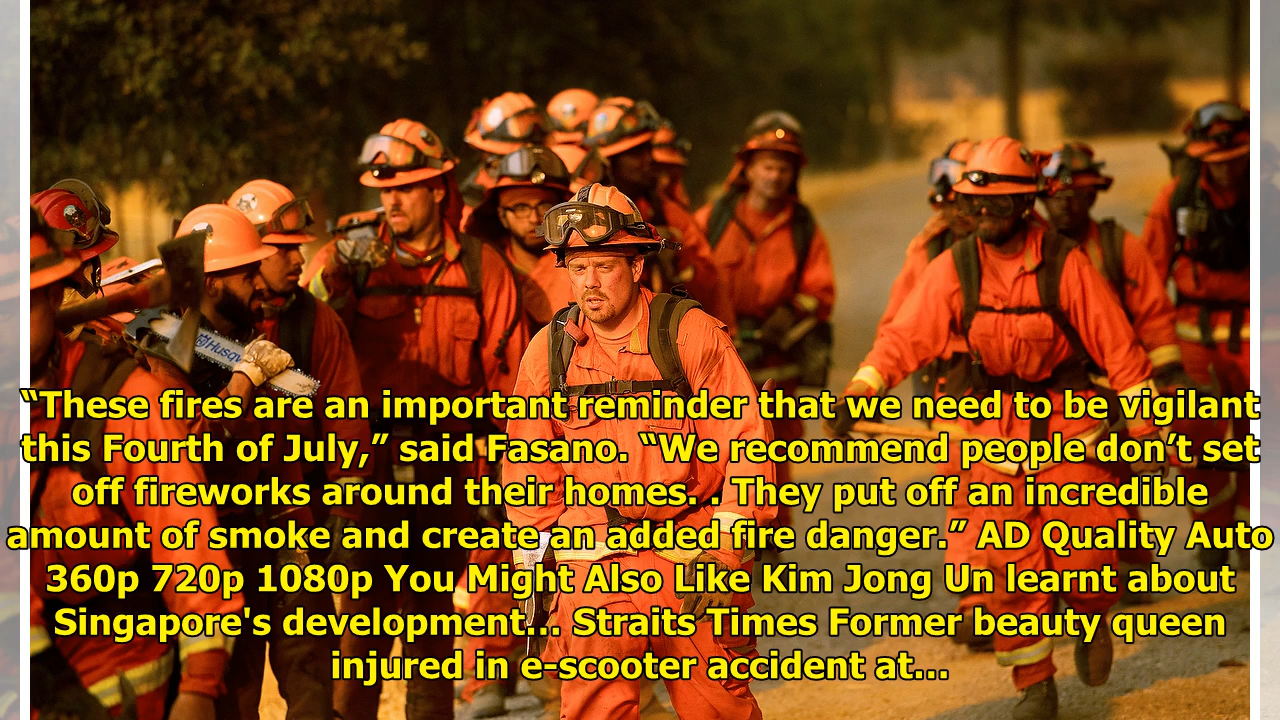 Husqv
“These fires are an important reminder that we need to be vigilant
this Fourth of July,” said Fasano. “We recommend people don’t set
off fireworks around their homes. . They put off an incredible
amount of smoke and create an added fire danger.” AD Quality Auto
360p 720p 1080p You Might Also Like Kim Jong Un learnt about
Singapore's development... Straits Times Former beauty queen
injured in e-scooter accident at...